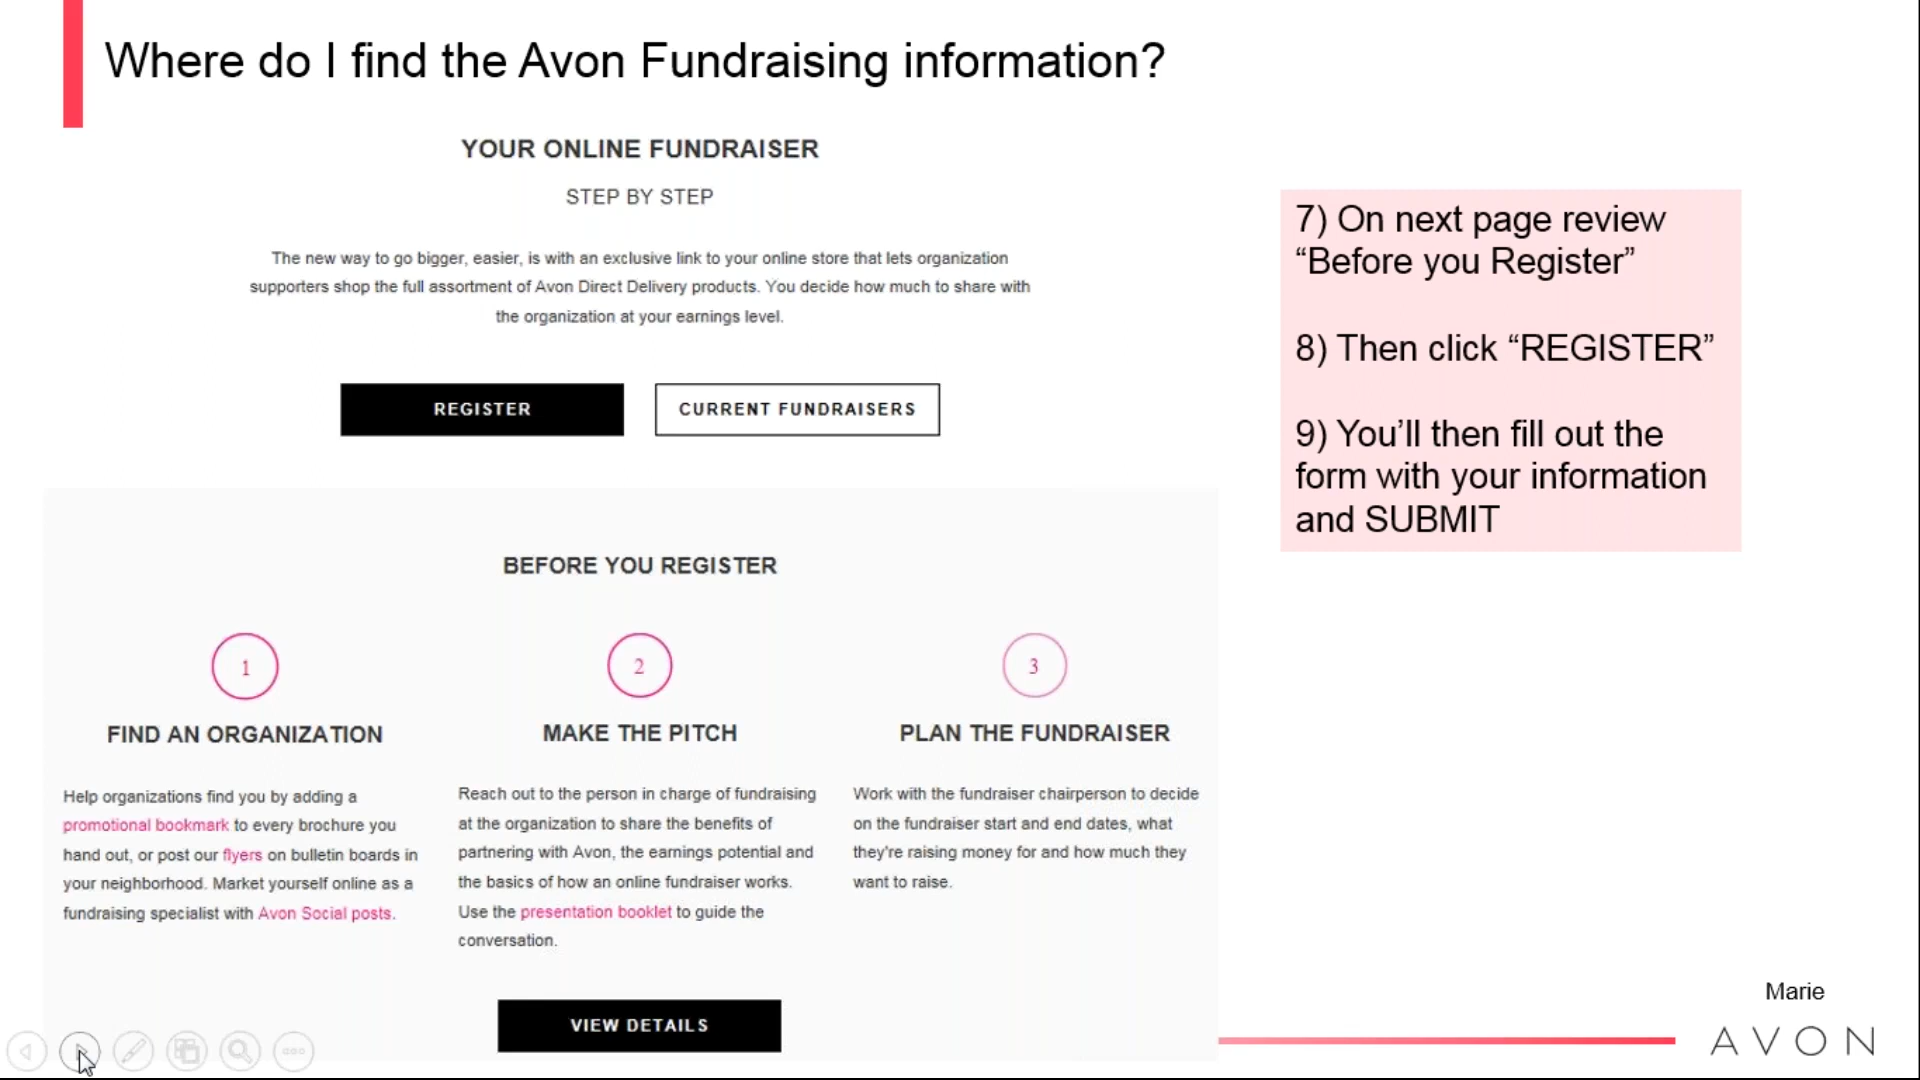 Where do I find the Avon Fundraising information?
YOUR ONLINE FUNDRAISER
STEP BY STEP
The new way to go bigger, easier, is with an exclusive link to your online store that lets organization
supporters shop the full assortment of Avon Direct Delivery products. You decide how much to share with
the organization at your earnings level.
REGISTER
CURRENT FUNDRAISERS
7) On next page review
“Before you Register”
8) Then click “REGISTER”
9) You’ll then fill out the
form with your information
and SUBMIT
BEFORE YOU REGISTER
1
FIND AN ORGANIZATION
Help organizations find you by adding a
promotional bookmark to every brochure you
hand out, or post our flyers on bulletin boards in
your neighborhood. Market yourself online as a
fundraising specialist with Avon Social posts.
2
MAKE THE PITCH
Reach out to the person in charge of fundraising
at the organization to share the benefits of
partnering with Avon, the earnings potential and
the basics of how an online fundraiser works.
Use the presentation booklet to guide the
conversation.
3
PLAN THE FUNDRAISER
Work with the fundraiser chairperson to decide
on the fundraiser start and end dates, what
they're raising money for and how much they
want to raise.
VIEW DETAILS
Marie
AVON